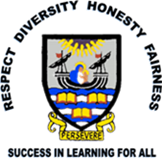 RESPECT DIVERSITY HONESTY FAIRNESS
PERSEVERE
SUCCESS IN LEARNING FOR ALL